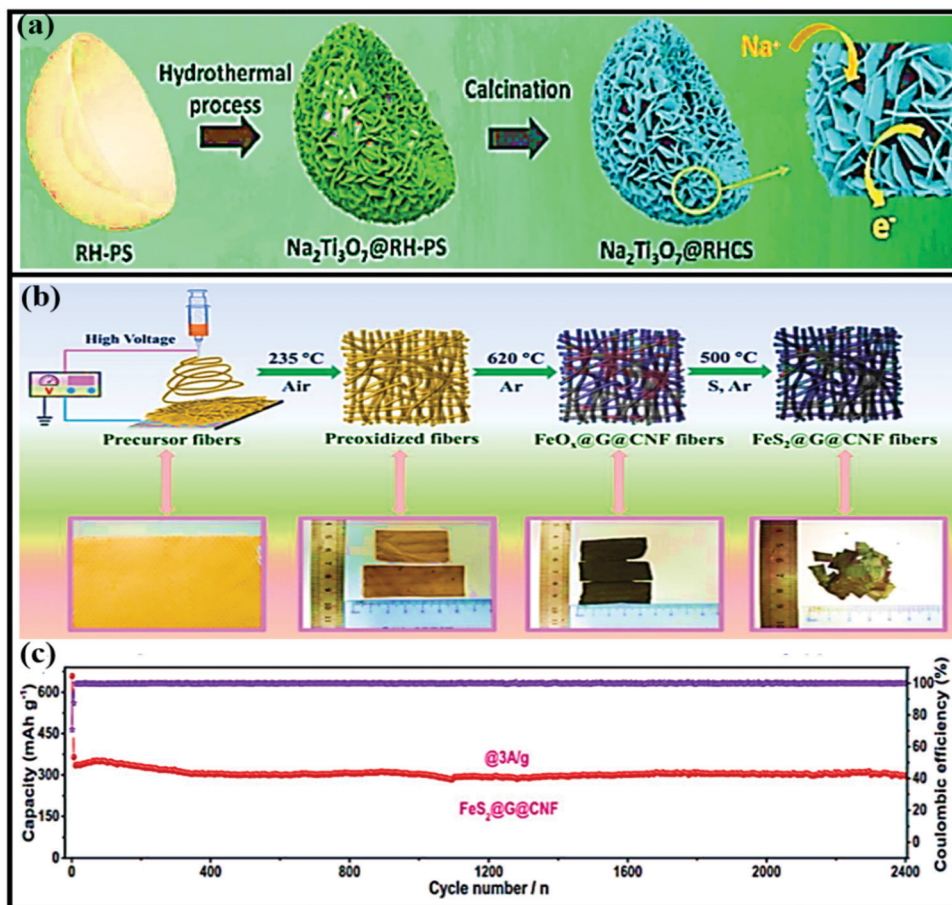 (a)
Hydrothermal
process
Calcination
Na⁺
e⁻
RH-PS
Na₂Ti₃O₇@RH-PS
Na₂Ti₃O₇@RHCS
(b)
High Voltage
235 °C
Air
620 °C
Ar
500 °C
S, Ar
Precursor fibers
Preoxidized fibers
FeOₓ@G@CNF fibers
FeS₂@G@CNF fibers
(c)
Capacity (mAh g⁻¹)
600
450
300
150
0
@3A/g
FeS₂@G@CNF
100
80
60
40
20
0
Coulombic efficiency (%)
0
400
800
1200
1600
2000
2400
Cycle number / n